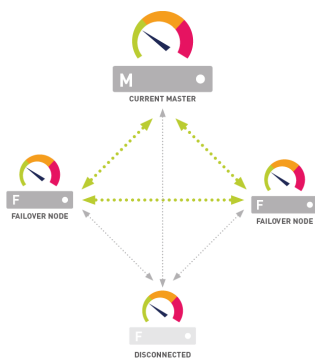 M
CURRENT MASTER
F
FAILOVER NODE
F
FAILOVER NODE
F
DISCONNECTED